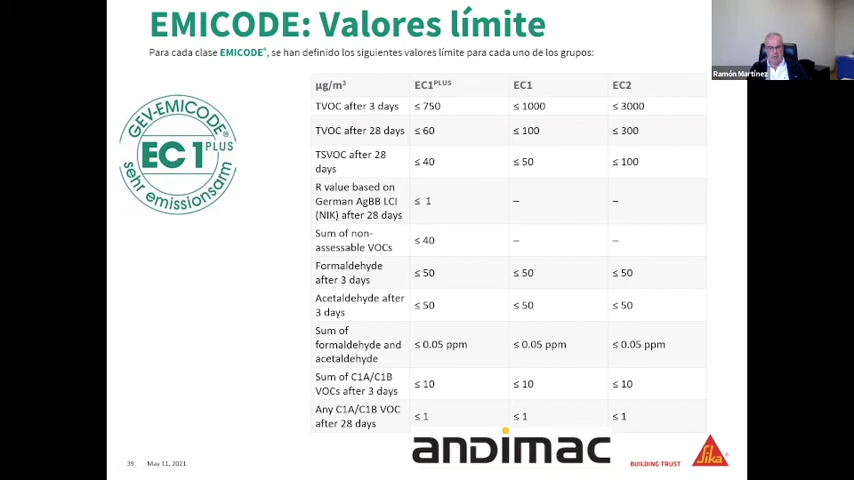 EMICODE: Valores límite
Para cada clase EMICODE®, se han definido los siguientes valores límite para cada uno de los grupos:
Ramón Martínez
GEV-EMICODE®
EC 1 PLUS
sehr emissionsarm
µg/m³ EC1PLUS EC1 EC2
TVOC after 3 days ≤ 750 ≤ 1000 ≤ 3000
TVOC after 28 days ≤ 60 ≤ 100 ≤ 300
TSVOC after 28
days ≤ 40 ≤ 50 ≤ 100
R value based on
German AgBB LCI
(NIK) after 28 days ≤ 1 – –
Sum of non-
assessable VOCs ≤ 40 – –
Formaldehyde
after 3 days ≤ 50 ≤ 50 ≤ 50
Acetaldehyde after
3 days ≤ 50 ≤ 50 ≤ 50
Sum of
formaldehyde and
acetaldehyde ≤ 0.05 ppm ≤ 0.05 ppm ≤ 0.05 ppm
Sum of C1A/C1B
VOCs after 3 days ≤ 10 ≤ 10 ≤ 10
Any C1A/C1B VOC
after 28 days ≤ 1 ≤ 1 ≤ 1
39 May 11, 2021
andimac
BUILDING TRUST
Sika®